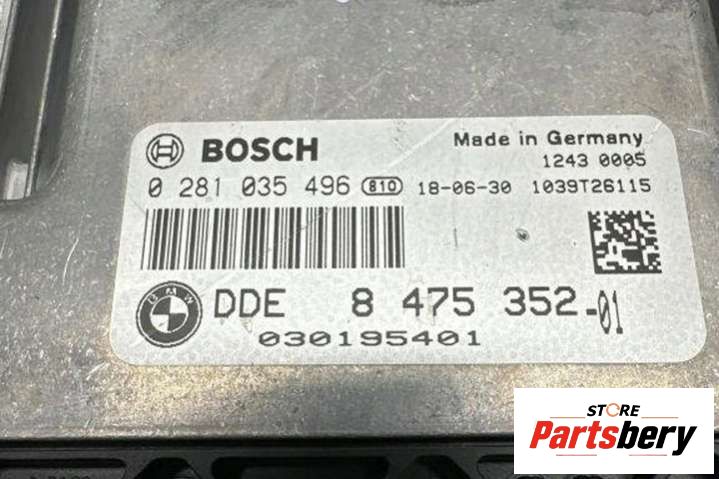 BOSCH Made in Germany
1243 0005
0 281 035 496 810 18-06-30 1039T26115
BMW DDE 8 475 352-01
030195401
STORE
Partsbery